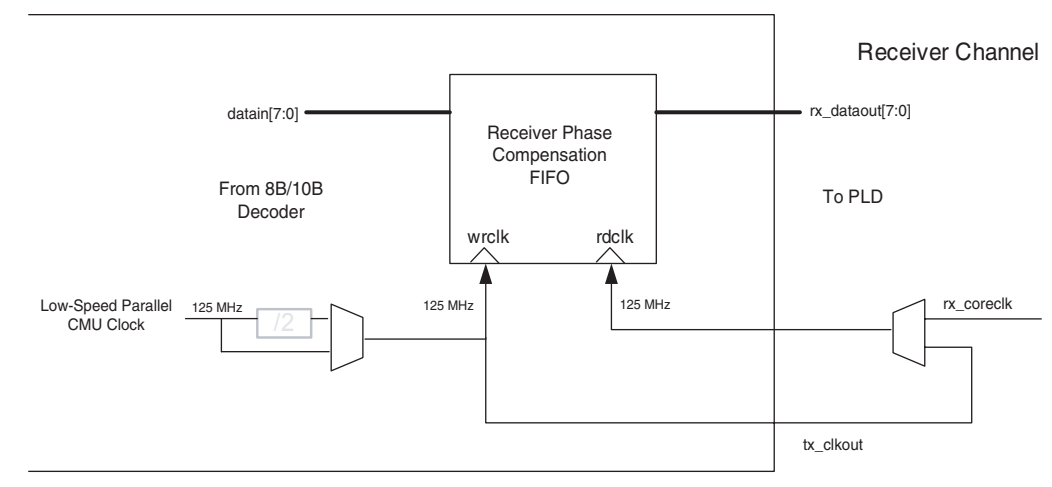 Receiver Channel
datain[7:0]
rx_dataout[7:0]
Receiver Phase
Compensation
FIFO
From 8B/10B
Decoder
To PLD
wrclk
rdclk
Low-Speed Parallel
CMU Clock
125 MHz
/2
125 MHz
125 MHz
rx_coreclk
tx_clkout